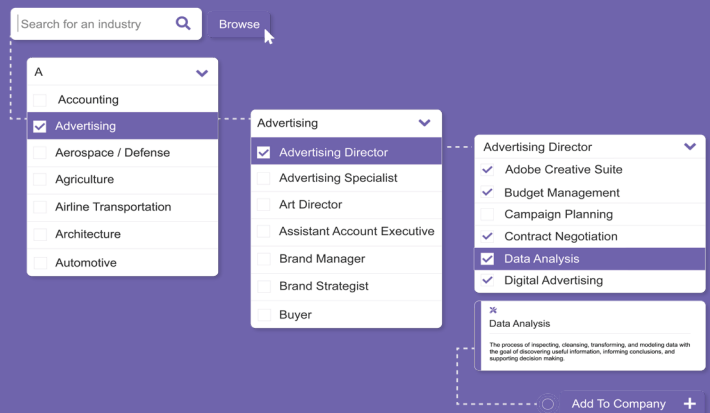 Search for an industry
Browse
A
Accounting
Advertising
Aerospace / Defense
Agriculture
Airline Transportation
Architecture
Automotive
Advertising
Advertising Director
Advertising Specialist
Art Director
Assistant Account Executive
Brand Manager
Brand Strategist
Buyer
Advertising Director
Adobe Creative Suite
Budget Management
Campaign Planning
Contract Negotiation
Data Analysis
Digital Advertising
Data Analysis
The process of inspecting, cleansing, transforming, and modeling data with
the goal of discovering useful information, informing conclusions, and
supporting decision making.
Add To Company +